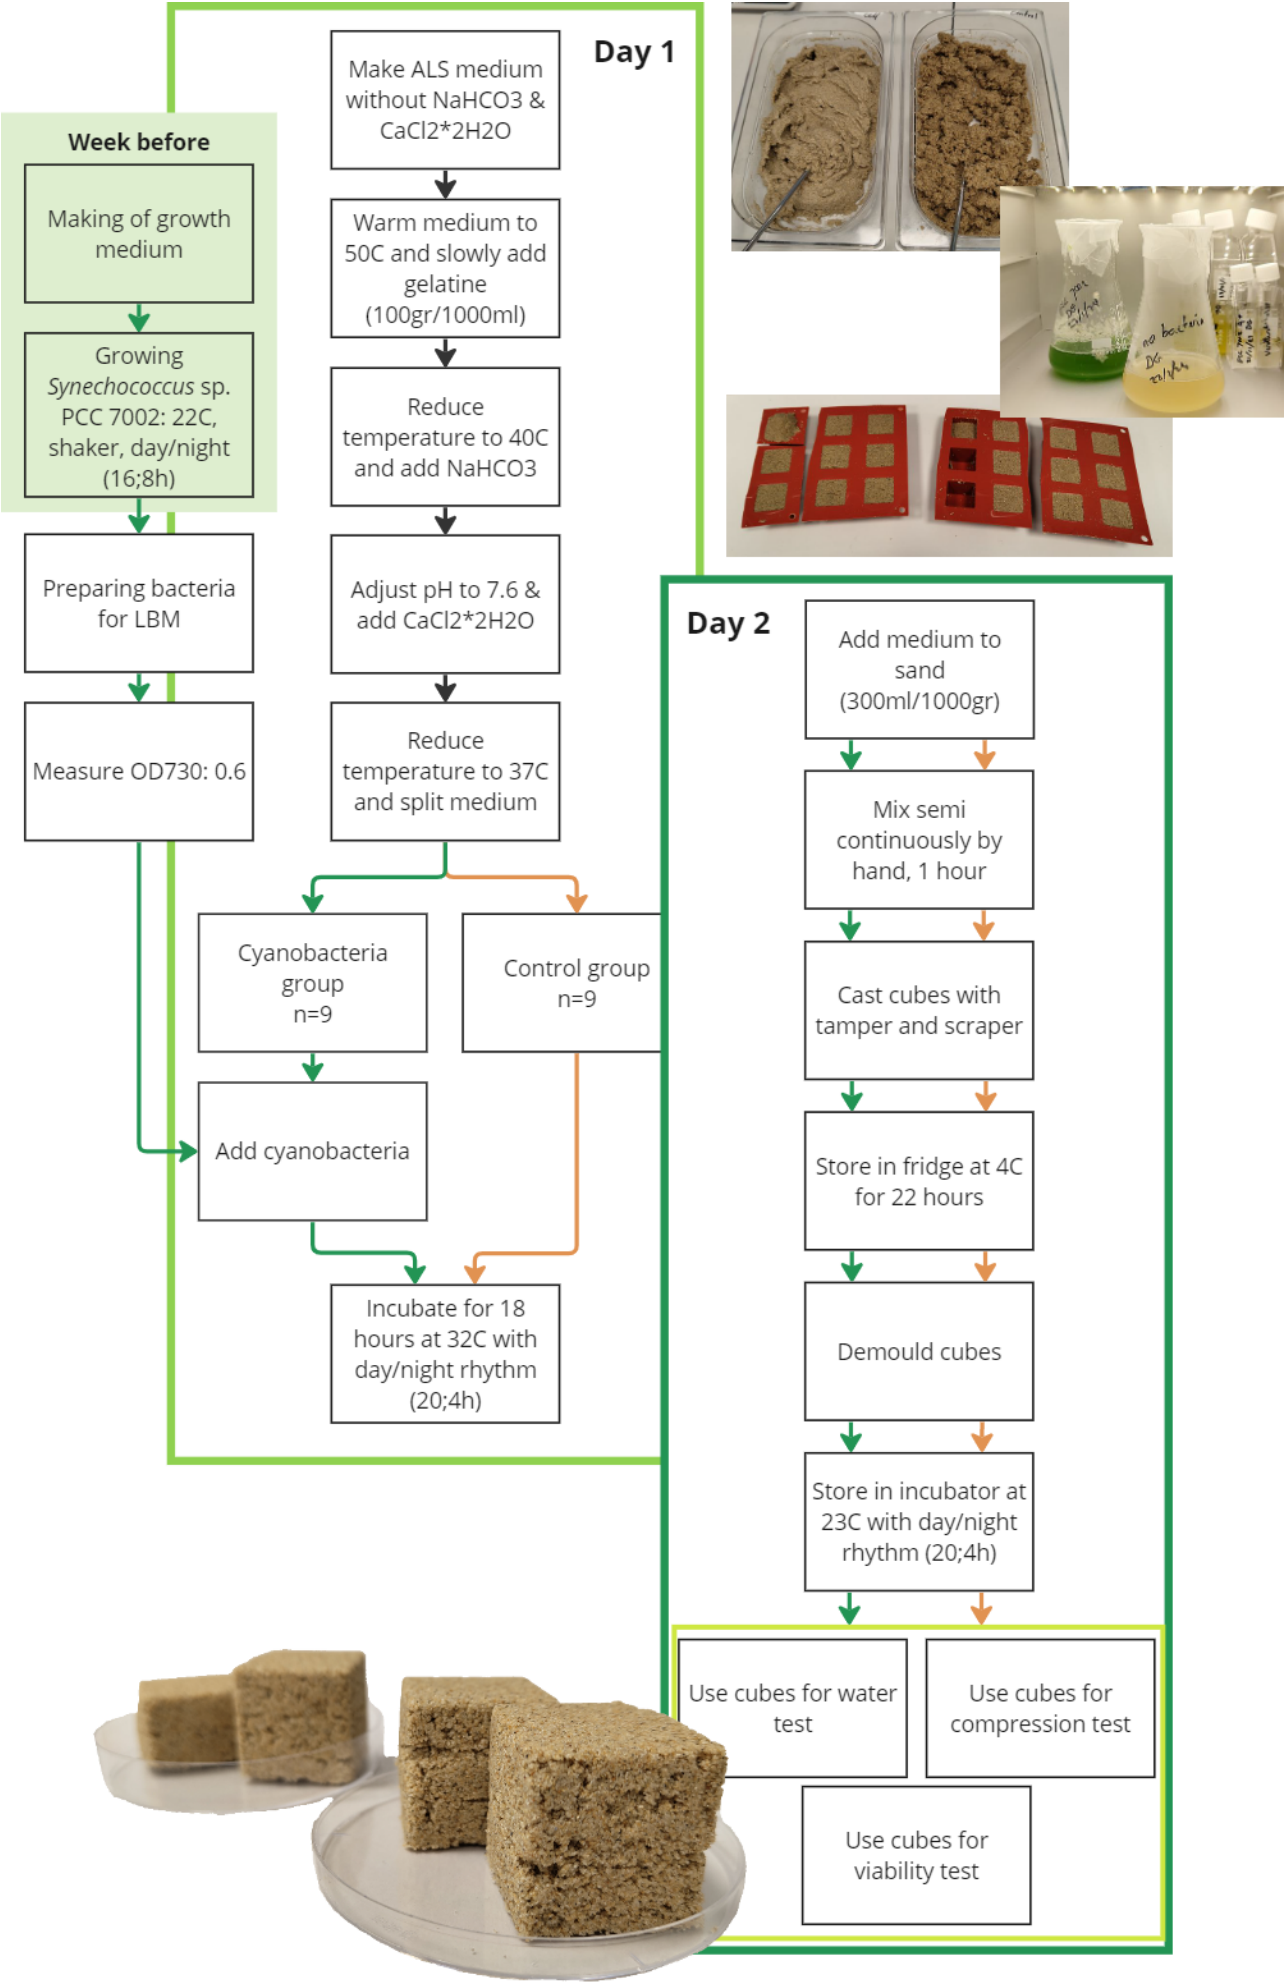 Week before
Making of growth
medium
Growing
Synechococcus sp.
PCC 7002: 22C,
shaker, day/night
(16;8h)
Preparing bacteria
for LBM
Measure OD730: 0.6
Day 1
Make ALS medium
without NaHCO3 &
CaCl2*2H2O
Warm medium to
50C and slowly add
gelatine
(100gr/1000ml)
Reduce
temperature to 40C
and add NaHCO3
Adjust pH to 7.6 &
add CaCl2*2H2O
Reduce
temperature to 37C
and split medium
Cyanobacteria
group
n=9
Control group
n=9
Add cyanobacteria
Incubate for 18
hours at 32C with
day/night rhythm
(20;4h)
no bacteria
DG
Day 2
Add medium to
sand
(300ml/1000gr)
Mix semi
continuously by
hand, 1 hour
Cast cubes with
tamper and scraper
Store in fridge at 4C
for 22 hours
Demould cubes
Store in incubator at
23C with day/night
rhythm (20;4h)
Use cubes for water
test
Use cubes for
compression test
Use cubes for
viability test